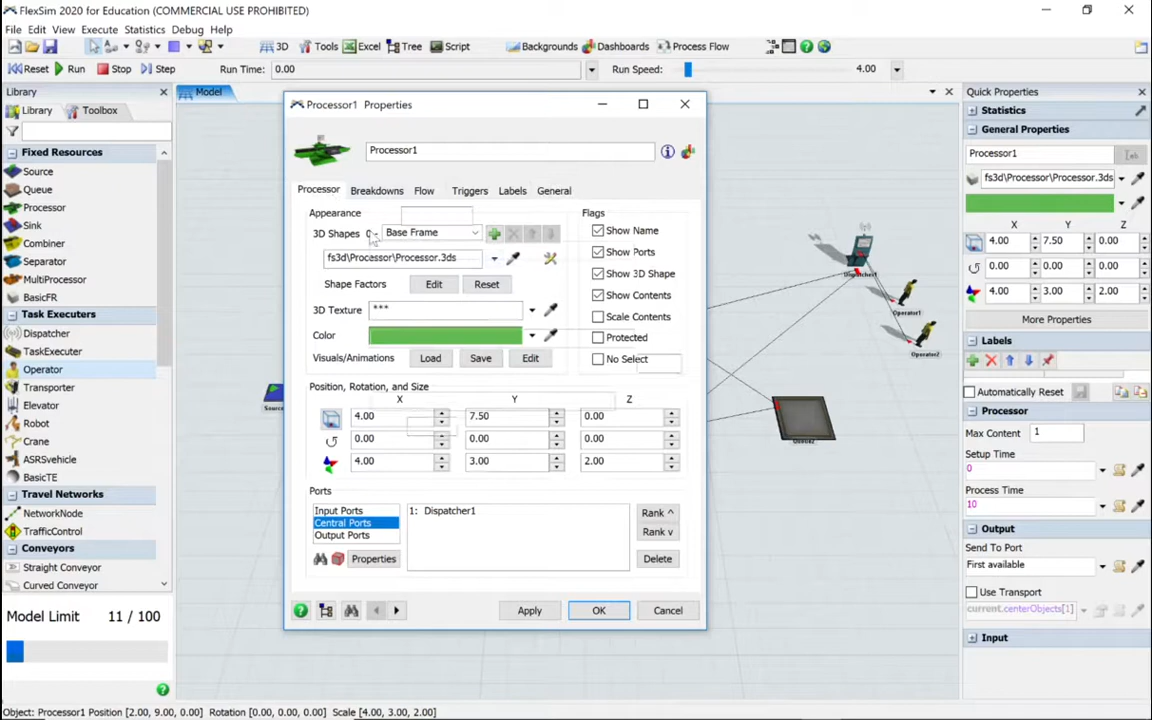 FlexSim 2020 for Education (COMMERCIAL USE PROHIBITED)
File Edit View Execute Statistics Debug Help
3D Tools Excel Tree Script Backgrounds Dashboards Process Flow
Reset Run Stop Step Run Time: 0.00 Run Speed: 4.00
Library
Library Toolbox
Fixed Resources
Source
Queue
Processor
Sink
Combiner
Separator
MultiProcessor
BasicFR
Task Executers
Dispatcher
TaskExecuter
Operator
Transporter
Elevator
Robot
Crane
ASRSvehicle
BasicTE
Travel Networks
NetworkNode
TrafficControl
Conveyors
Straight Conveyor
Curved Conveyor
Model Limit 11 / 100
Model
Processor1 Properties
Processor1
Processor Breakdowns Flow Triggers Labels General
Appearance
3D Shapes Base Frame
fs3d\Processor\Processor.3ds
Shape Factors Edit Reset
3D Texture ***
Color
Visuals/Animations Load Save Edit
Flags
Show Name
Show Ports
Show 3D Shape
Show Contents
Scale Contents
Protected
No Select
Position, Rotation, and Size
X Y Z
4.00 7.50 0.00
0.00 0.00 0.00
4.00 3.00 2.00
Ports
Input Ports
Central Ports
Output Ports
Properties
1: Dispatcher1
Rank ^
Rank v
Delete
Apply OK Cancel
Dispatcher1
Operator1
Operator2
Quick Properties
Statistics
General Properties
Processor1
fs3d\Processor\Processor.3ds
X Y Z
4.00 7.50 0.00
0.00 0.00 0.00
4.00 3.00 2.00
More Properties
Labels
Automatically Reset
Processor
Max Content 1
Setup Time
0
Process Time
10
Output
Send To Port
First available
Use Transport
current.centerObjects[1]
Input
Object: Processor1 Position [2.00, 9.00, 0.00] Rotation [0.00, 0.00, 0.00] Scale [4.00, 3.00, 2.00]